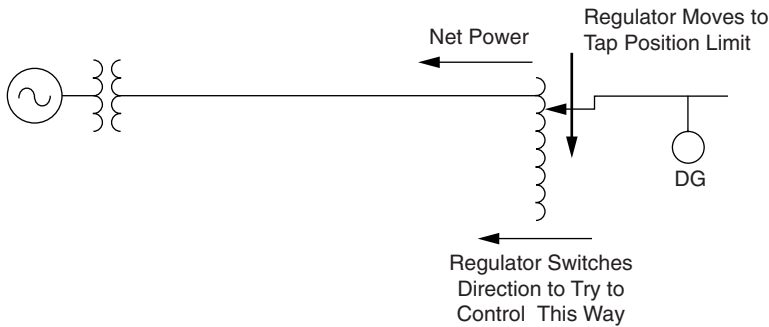 Net Power
Regulator Moves to
Tap Position Limit
DG
Regulator Switches
Direction to Try to
Control This Way